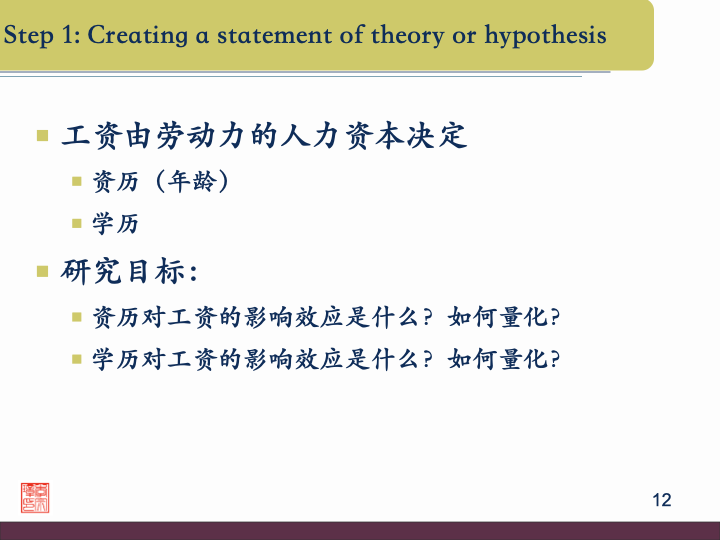 Step 1: Creating a statement of theory or hypothesis
工资由劳动力的人力资本决定
资历（年龄）
学历
研究目标：
资历对工资的影响效应是什么？如何量化？
学历对工资的影响效应是什么？如何量化？
12